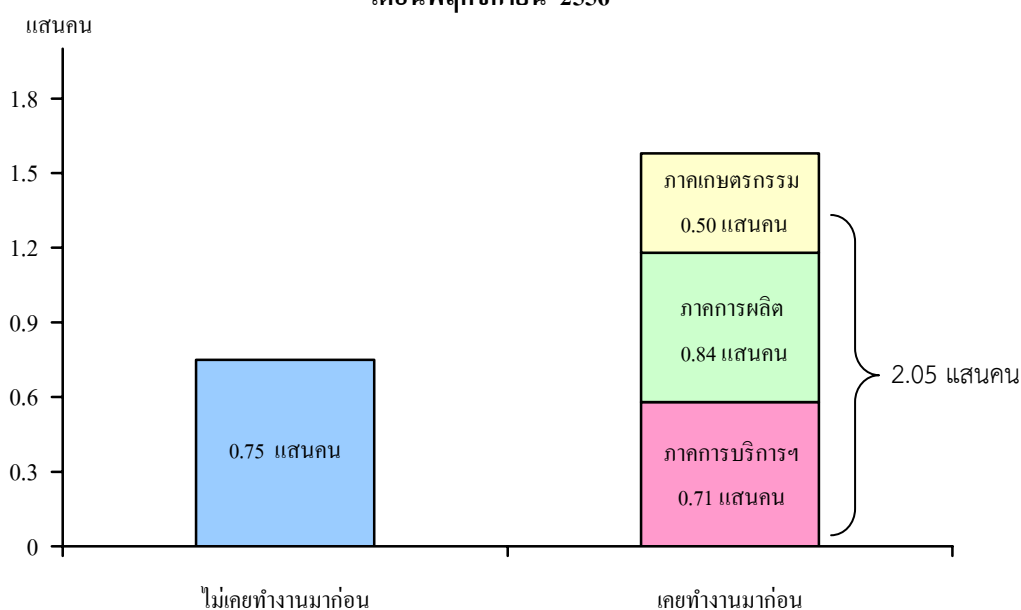 แสนคน
1.8
1.5
1.2
0.9
0.6
0.3
0
0.75 แสนคน
ภาคเกษตรกรรม
0.50 แสนคน
ภาคการผลิต
0.84 แสนคน
ภาคการบริการฯ
0.71 แสนคน
2.05 แสนคน
ไม่เคยทำงานมาก่อน
เคยทำงานมาก่อน